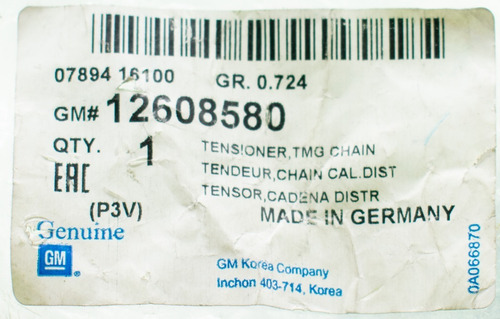 07894 16100 GR. 0.724
GM# 12608580
QTY. 1 TENSIONER,TMG CHAIN
TENDEUR,CHAIN CAL.DIST
EAC TENSOR,CADENA DISTR
(P3V) MADE IN GERMANY
Genuine
GM ®
GM Korea Company
Inchon 403-714, Korea
0A066870